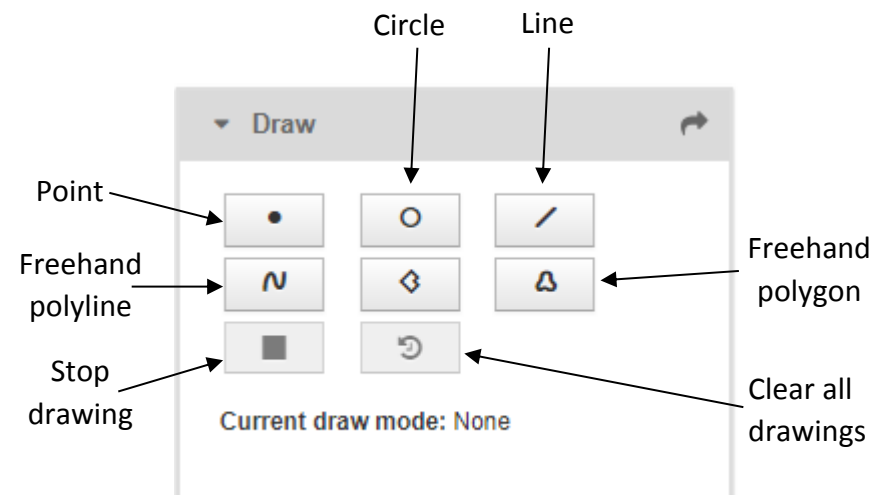 Circle
Line
Draw
Point
Freehand
polyline
Freehand
polygon
Stop
drawing
Clear all
drawings
Current draw mode: None